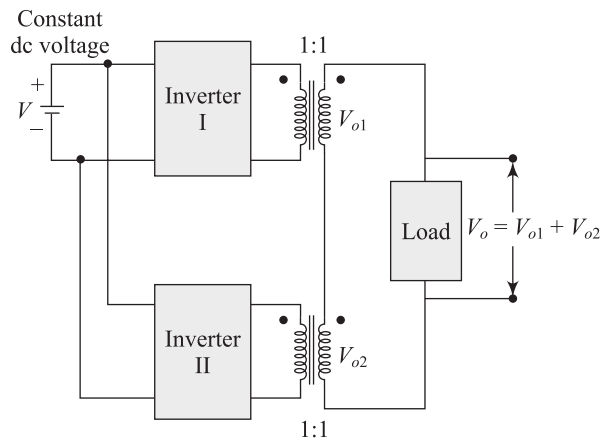 Constant
dc voltage
1:1
+
V
–
Inverter
I
V_{o1}
Load
V_o = V_{o1} + V_{o2}
Inverter
II
V_{o2}
1:1